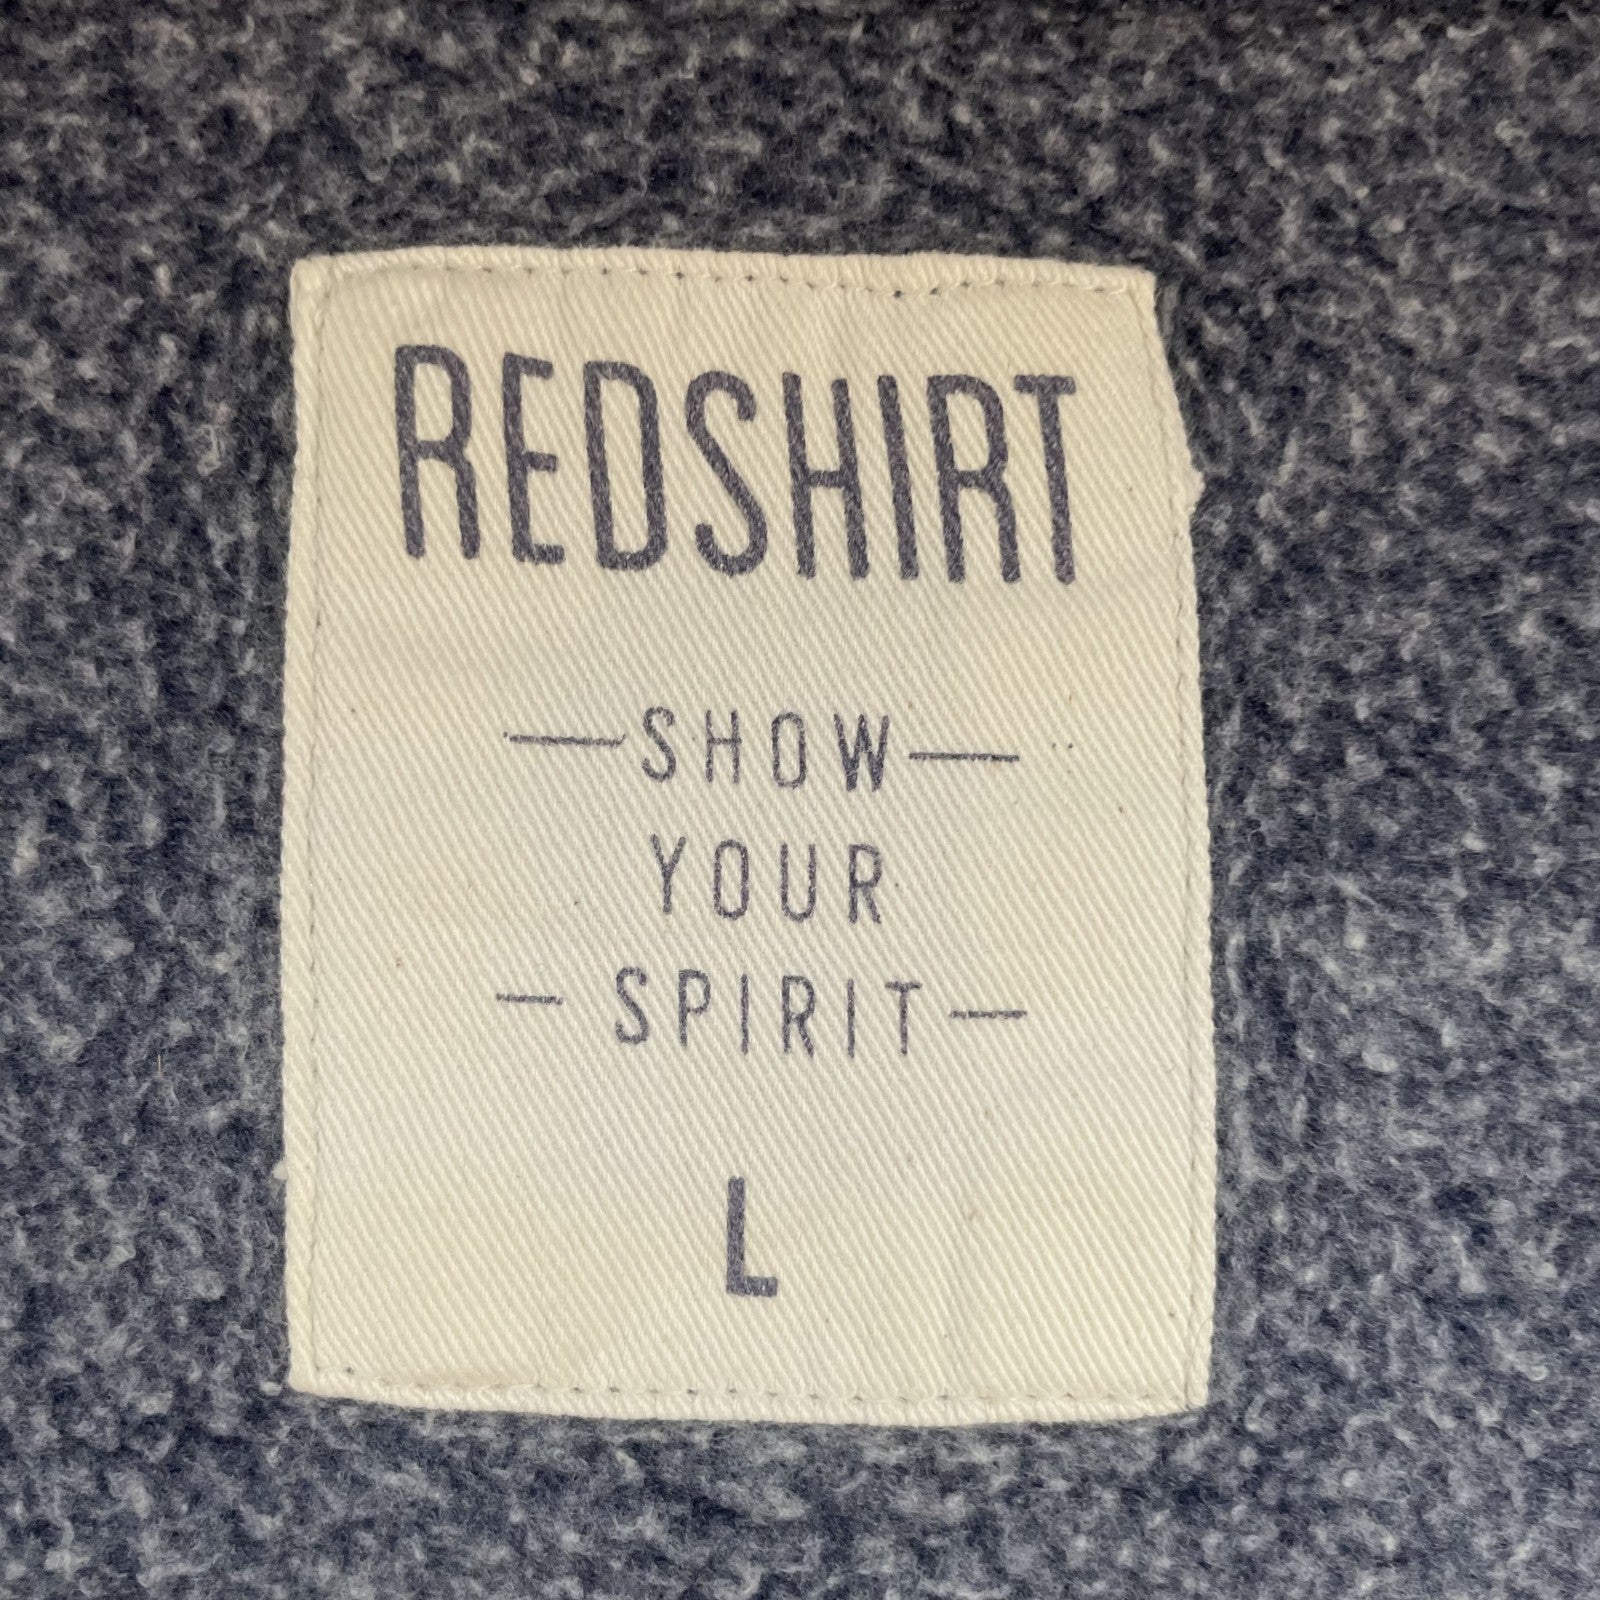 REDSHIRT
— SHOW —
YOUR
— SPIRIT —
L